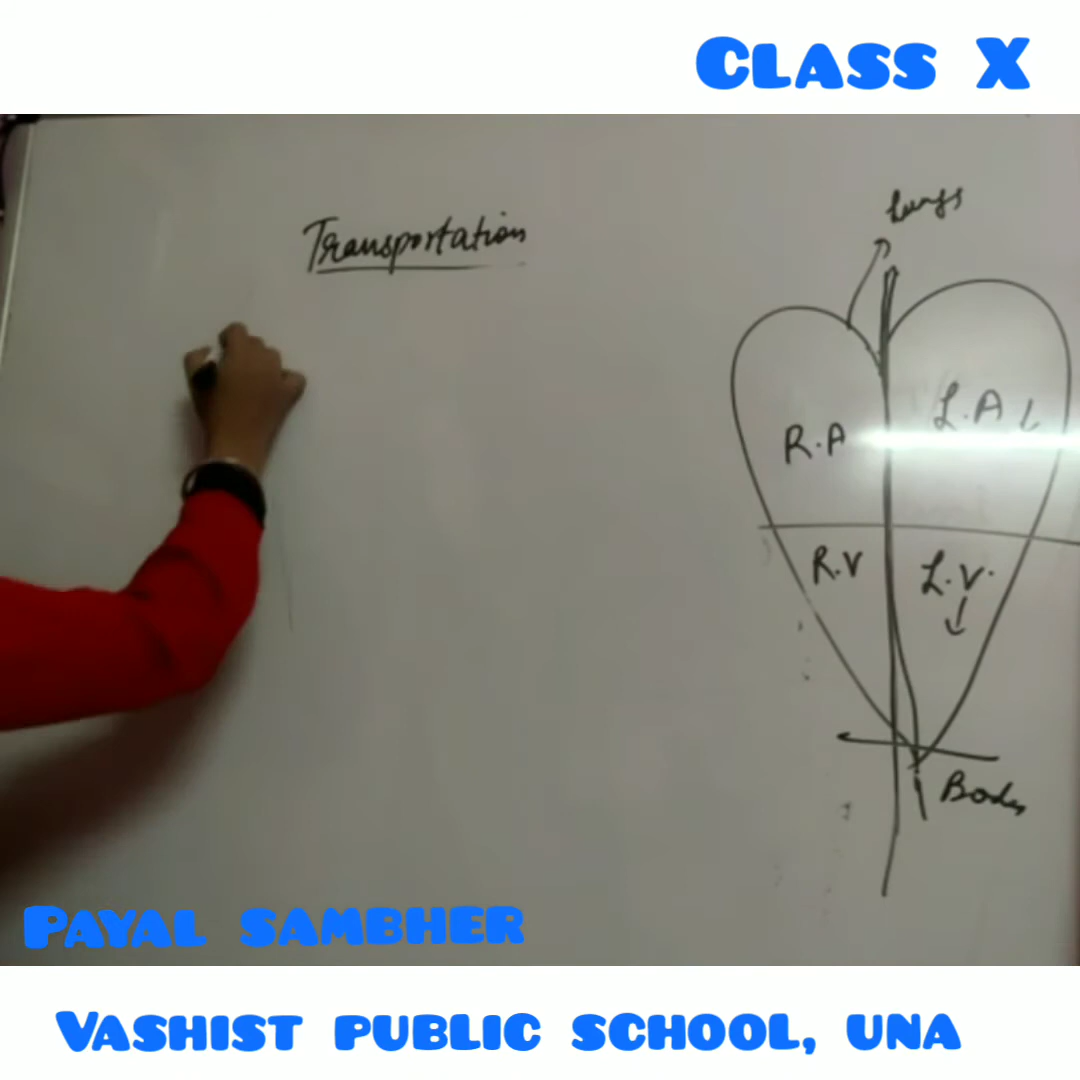 CLASS X
Transportation
Lungs
R.A
L.A
R.V
L.V.
Body
PAYAL SAMBHER
VASHIST PUBLIC SCHOOL, UNA